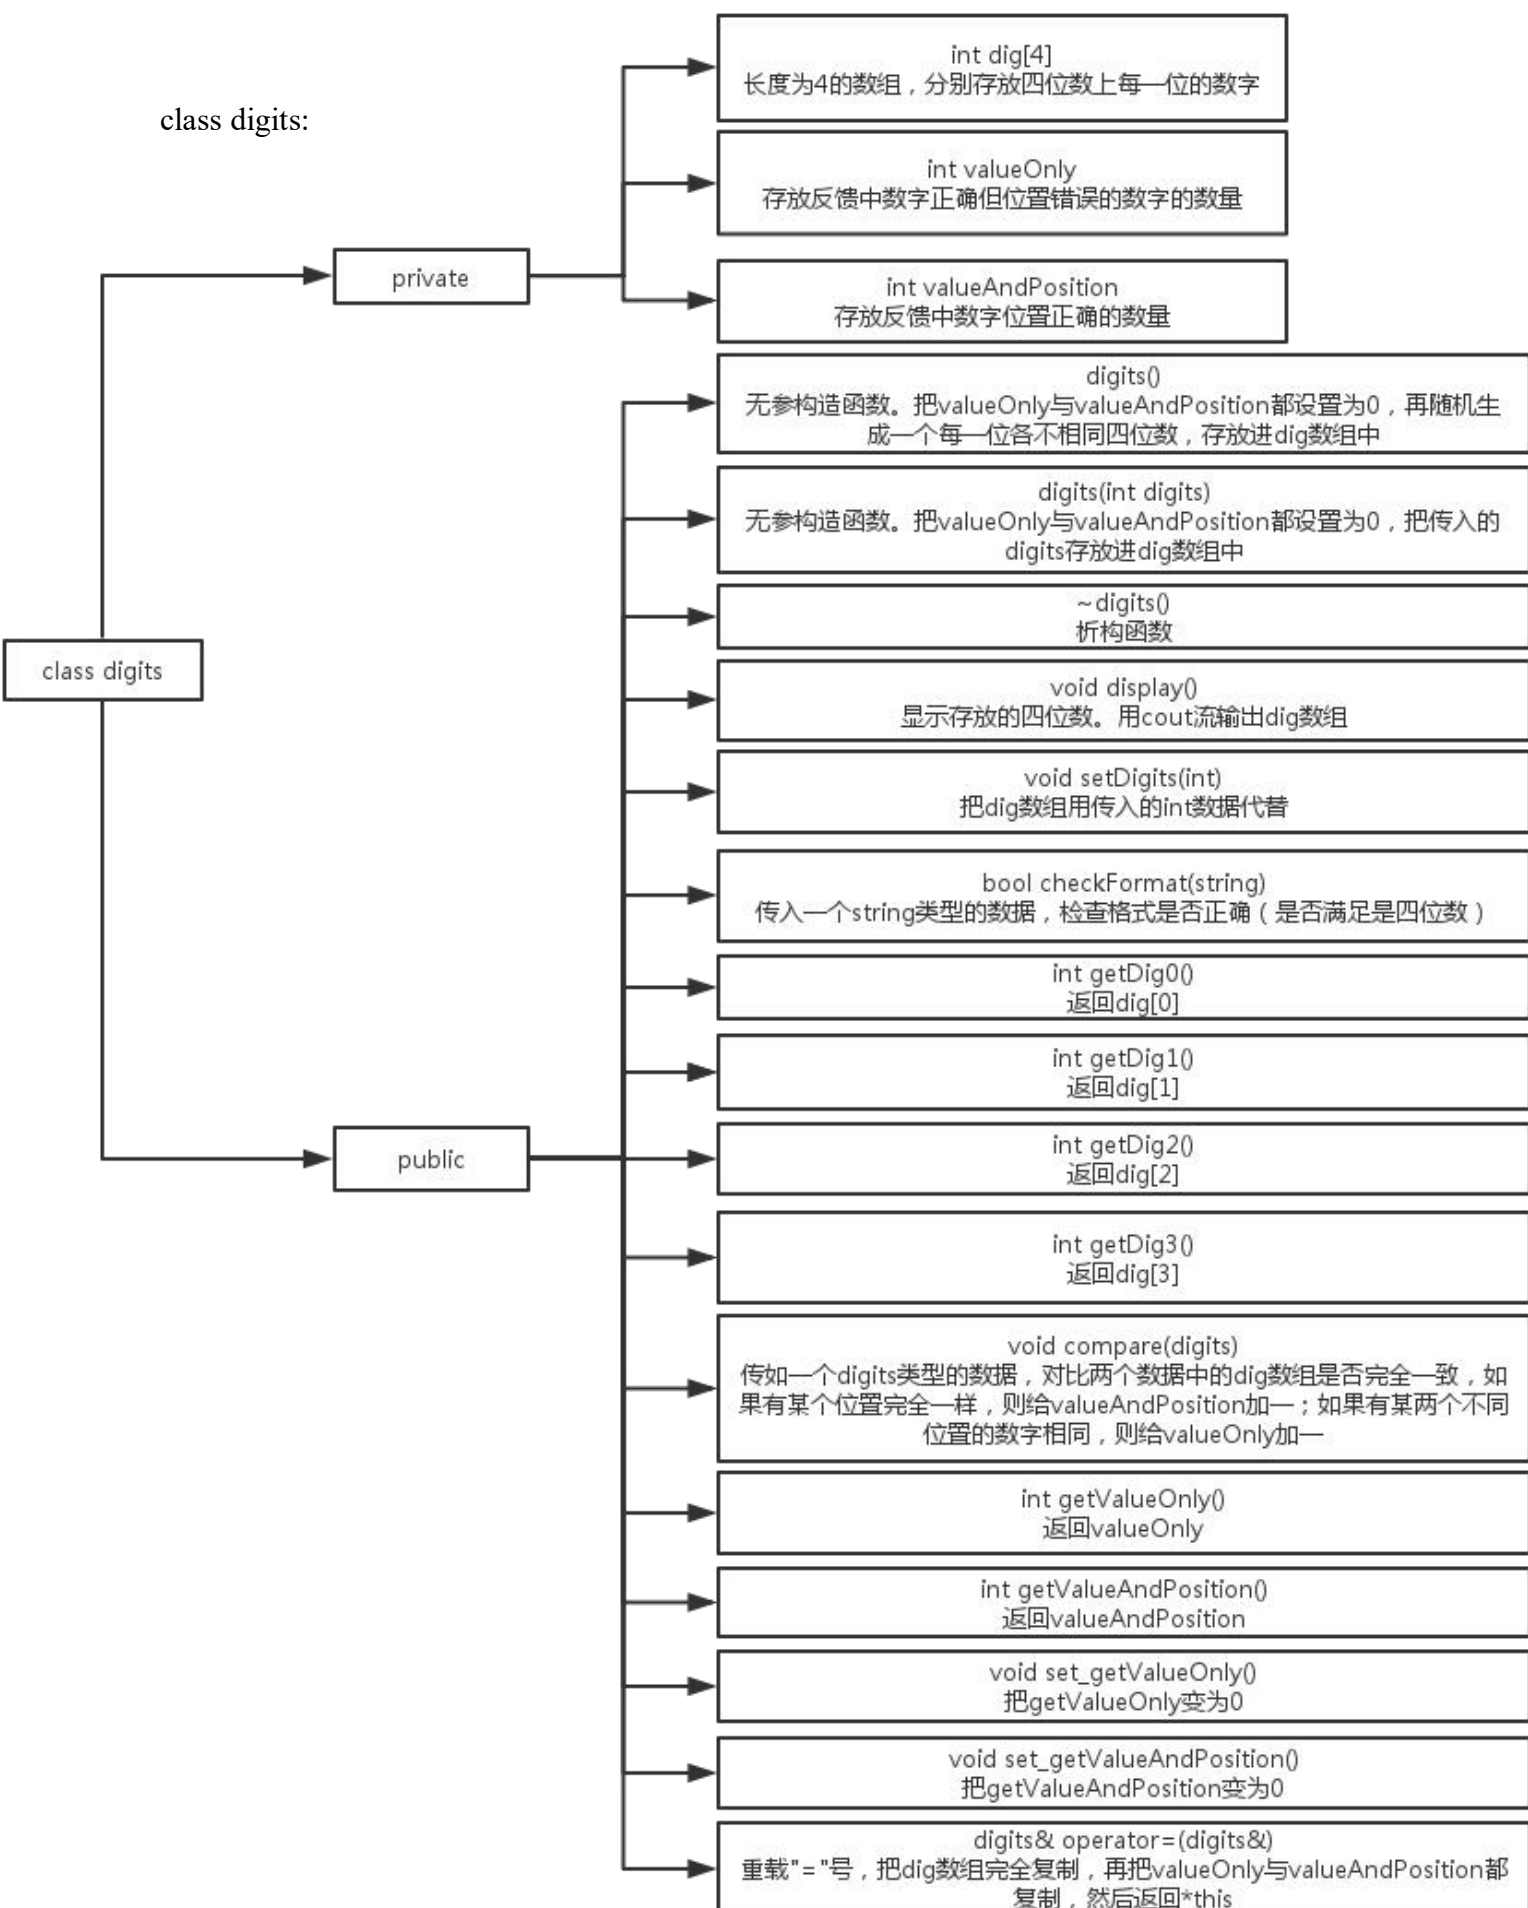 class digits:
int dig[4]
长度为4的数组，分别存放四位数上每一位的数字
int valueOnly
存放反馈中数字正确但位置错误的数字的数量
private
int valueAndPosition
存放反馈中数字位置正确的数量
digits()
无参构造函数。把valueOnly与valueAndPosition都设置为0，再随机生
成一个每一位各不相同四位数，存放进dig数组中
digits(int digits)
无参构造函数。把valueOnly与valueAndPosition都设置为0，把传入的
digits存放进dig数组中
~digits()
析构函数
class digits
void display()
显示存放的四位数。用cout流输出dig数组
void setDigits(int)
把dig数组用传入的int数据代替
bool checkFormat(string)
传入一个string类型的数据，检查格式是否正确（是否满足是四位数）
int getDig0()
返回dig[0]
int getDig1()
返回dig[1]
public
int getDig2()
返回dig[2]
int getDig3()
返回dig[3]
void compare(digits)
传如一个digits类型的数据，对比两个数据中的dig数组是否完全一致，如
果有某个位置完全一样，则给valueAndPosition加一；如果有某两个不同
位置的数字相同，则给valueOnly加一
int getValueOnly()
返回valueOnly
int getValueAndPosition()
返回valueAndPosition
void set_getValueOnly()
把getValueOnly变为0
void set_getValueAndPosition()
把getValueAndPosition变为0
digits& operator=(digits&)
重载"="号，把dig数组完全复制，再把valueOnly与valueAndPosition都
复制，然后返回*this